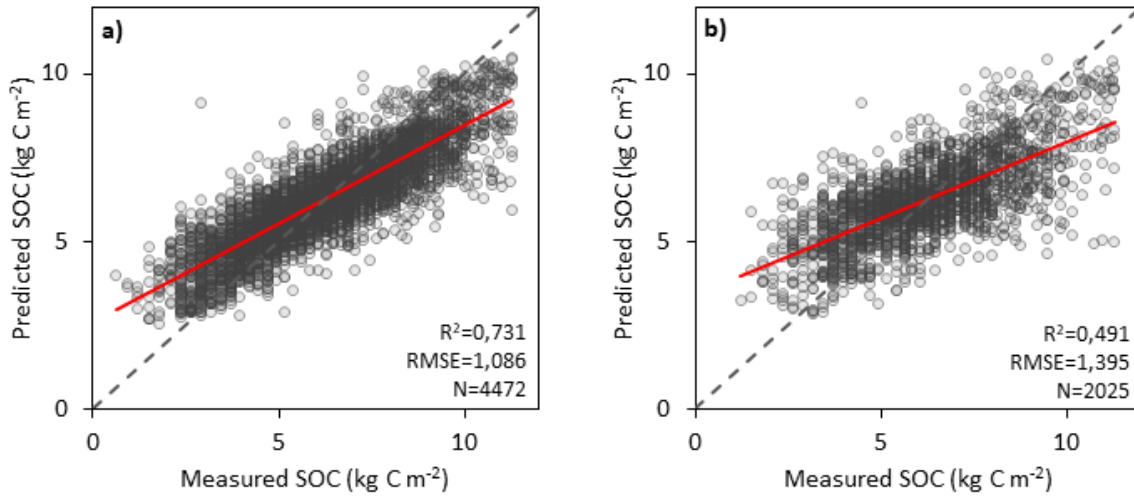 a)
10
5
0
0
5
10
Predicted SOC (kg C m⁻²)
Measured SOC (kg C m⁻²)
R²=0,731
RMSE=1,086
N=4472
b)
10
5
0
0
5
10
Predicted SOC (kg C m⁻²)
Measured SOC (kg C m⁻²)
R²=0,491
RMSE=1,395
N=2025